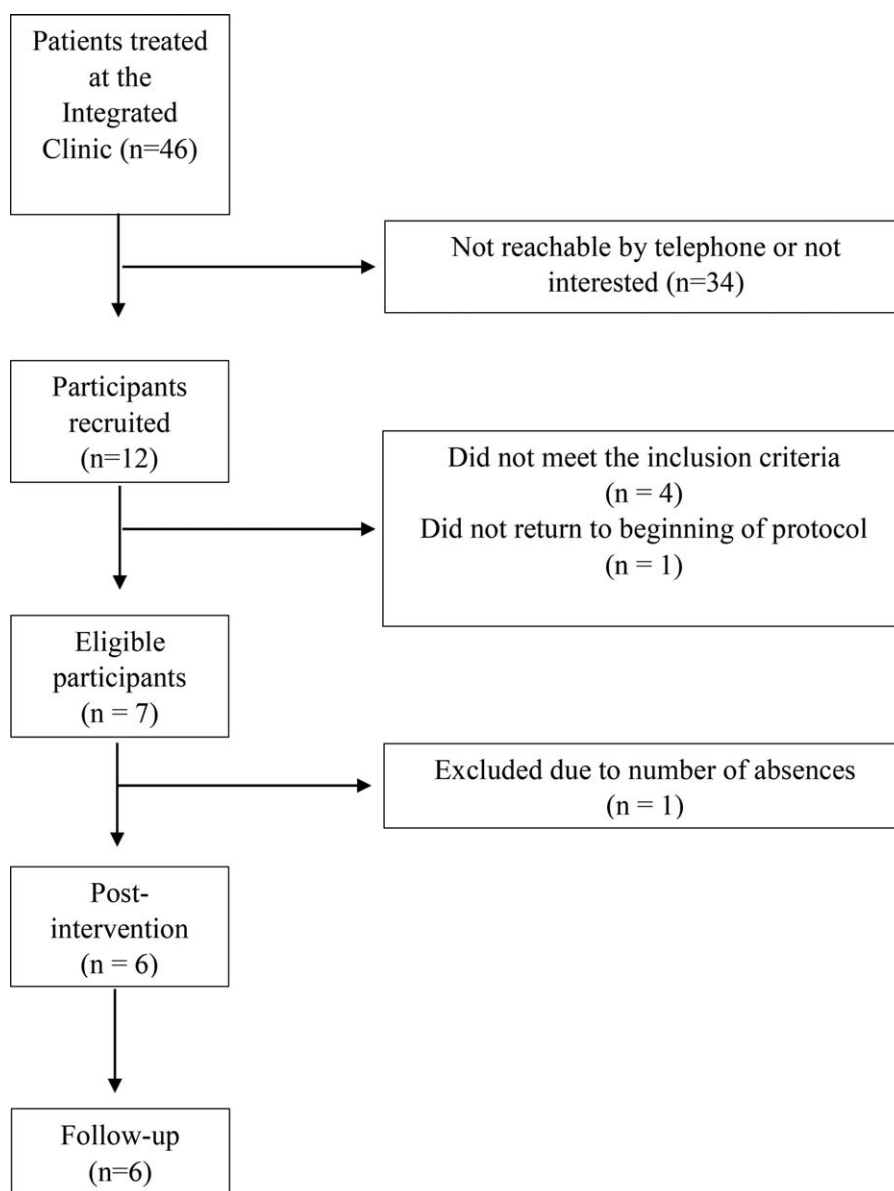 Patients treated
at the
Integrated
Clinic (n=46)
Not reachable by telephone or not
interested (n=34)
Participants
recruited
(n=12)
Did not meet the inclusion criteria
(n = 4)
Did not return to beginning of protocol
(n = 1)
Eligible
participants
(n = 7)
Excluded due to number of absences
(n = 1)
Post-
intervention
(n = 6)
Follow-up
(n=6)